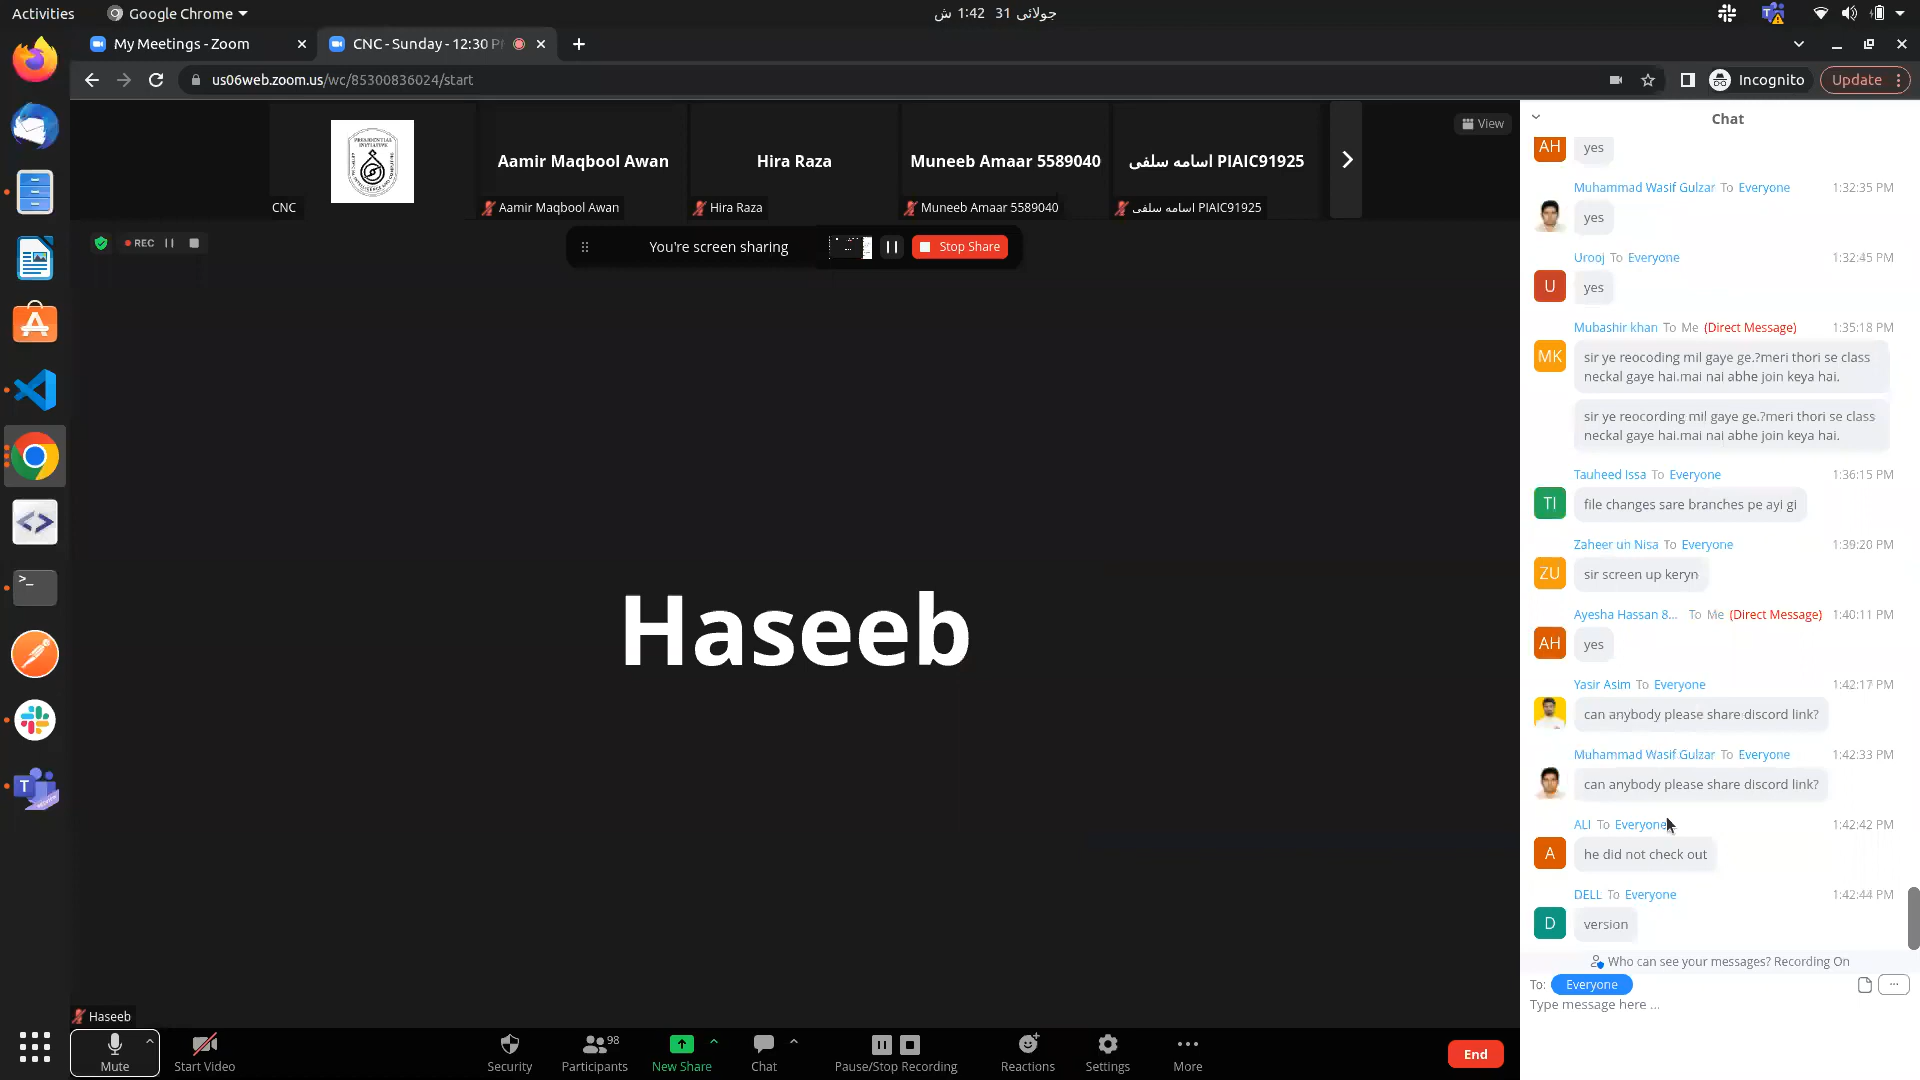 Activities
Google Chrome
جولائی 31 1:42 ش
My Meetings - Zoom
CNC - Sunday - 12:30 P
us06web.zoom.us/wc/85300836024/start
Incognito
Update
PRESIDENTIAL INITIATIVE
CNC
Aamir Maqbool Awan
Aamir Maqbool Awan
Hira Raza
Hira Raza
Muneeb Amaar 5589040
Muneeb Amaar 5589040
اسامه سلفی PIAIC91925
اسامه سلفی PIAIC91925
View
REC
You're screen sharing
Stop Share
Haseeb
Haseeb
Mute
Start Video
Security
98
Participants
New Share
Chat
Pause/Stop Recording
Reactions
Settings
More
End
Chat
AH
yes
Muhammad Wasif Gulzar To Everyone 1:32:35 PM
yes
Urooj To Everyone 1:32:45 PM
U
yes
Mubashir khan To Me (Direct Message) 1:35:18 PM
MK
sir ye reocoding mil gaye ge.?meri thori se class
neckal gaye hai.mai nai abhe join keya hai.
sir ye reocording mil gaye ge.?meri thori se class
neckal gaye hai.mai nai abhe join keya hai.
Tauheed Issa To Everyone 1:36:15 PM
TI
file changes sare branches pe ayi gi
Zaheer un Nisa To Everyone 1:39:20 PM
ZU
sir screen up keryn
Ayesha Hassan 8... To Me (Direct Message) 1:40:11 PM
AH
yes
Yasir Asim To Everyone 1:42:17 PM
can anybody please share discord link?
Muhammad Wasif Gulzar To Everyone 1:42:33 PM
can anybody please share discord link?
ALI To Everyone 1:42:42 PM
A
he did not check out
DELL To Everyone 1:42:44 PM
D
version
Who can see your messages? Recording On
To: Everyone
Type message here ...